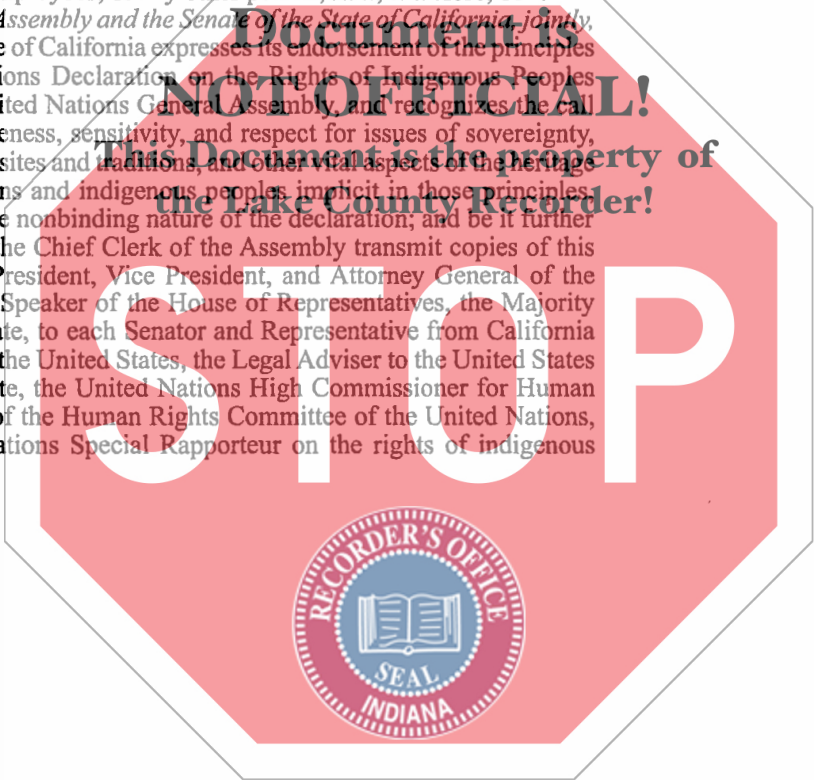 Assembly and the Senate of the State of California, jointly,
Document is
of California expresses its endorsement of the principles
Declaration on the Rights of Indigenous Peoples
NOT OFFICIAL!
Nations General Assembly, and recognizes the call
sensitivity, and respect for issues of sovereignty,
This Document is the property of
sites and traditions, and other vital aspects of the heritage
and indigenous peoples implicit in those principles,
the Lake County Recorder!
nonbinding nature of the declaration; and be it further
he Chief Clerk of the Assembly transmit copies of this
President, Vice President, and Attorney General of the
Speaker of the House of Representatives, the Majority
te, to each Senator and Representative from California
the United States, the Legal Adviser to the United States
te, the United Nations High Commissioner for Human
of the Human Rights Committee of the United Nations,
ations Special Rapporteur on the rights of indigenous
STOP
RECORDER'S OFFICE
SEAL
INDIANA